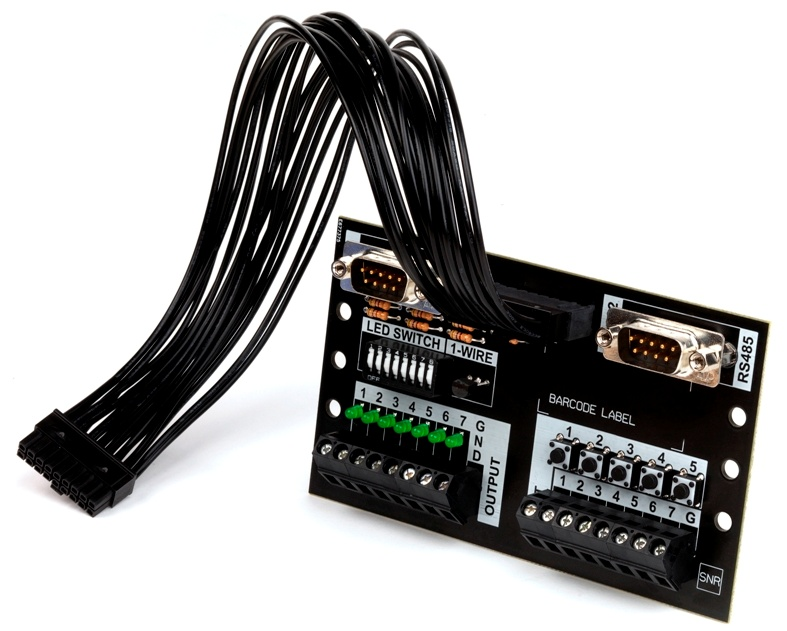 RS485
LED SWITCH 1-WIRE
OFF
1 2 3 4 5 6 7 G
N
D
OUTPUT
BARCODE LABEL
1 2 3 4 5
1 2 3 4 5 6 7 G
SNR